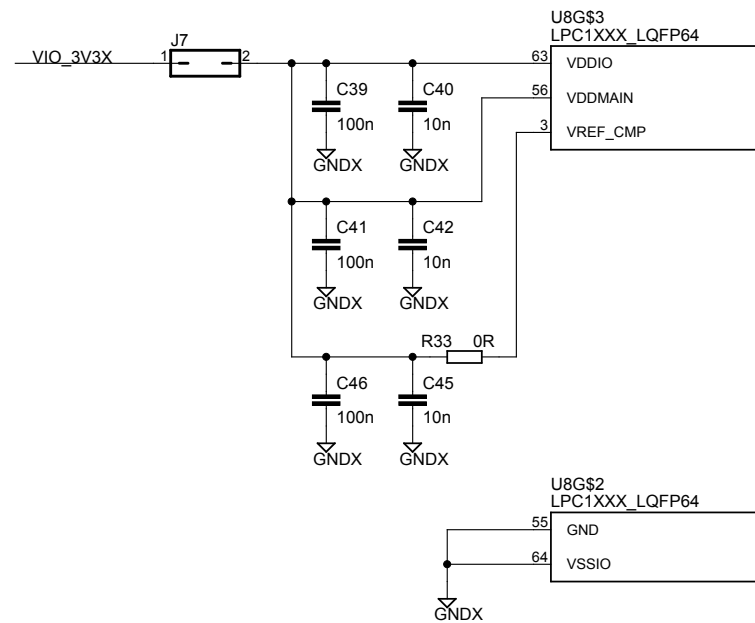 U8G$3
LPC1XXX_LQFP64
J7
VIO_3V3X 1 2 63 VDDIO
C39 C40 56 VDDMAIN
100n 10n
3 VREF_CMP
GNDX GNDX
C41 C42
100n 10n
GNDX GNDX
R33 0R
C46 C45
100n 10n
GNDX GNDX
U8G$2
LPC1XXX_LQFP64
55 GND
64 VSSIO
GNDX